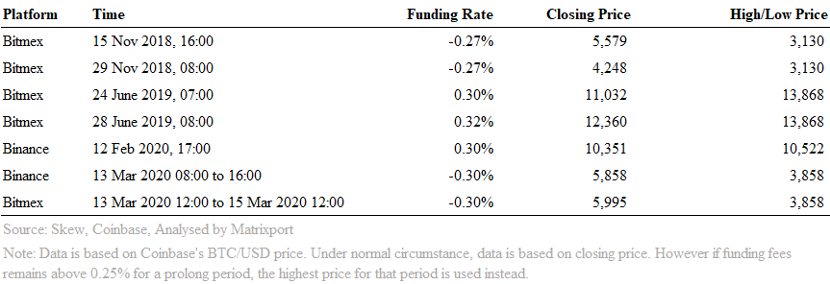 Platform Time Funding Rate Closing Price High/Low Price
Bitmex 15 Nov 2018, 16:00 -0.27% 5,579 3,130
Bitmex 29 Nov 2018, 08:00 -0.27% 4,248 3,130
Bitmex 24 June 2019, 07:00 0.30% 11,032 13,868
Bitmex 28 June 2019, 08:00 0.32% 12,360 13,868
Binance 12 Feb 2020, 17:00 0.30% 10,351 10,522
Binance 13 Mar 2020 08:00 to 16:00 -0.30% 5,858 3,858
Bitmex 13 Mar 2020 12:00 to 15 Mar 2020 12:00 -0.30% 5,995 3,858
Source: Skew, Coinbase, Analysed by Matrixport
Note: Data is based on Coinbase's BTC/USD price. Under normal circumstance, data is based on closing price. However if funding fees
remains above 0.25% for a prolong period, the highest price for that period is used instead.